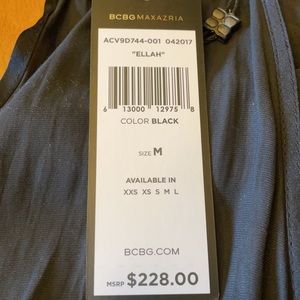 BCBGMAXAZRIA
ACV9D744-001 042017
"ELLAH"
6 13000 12975 8
COLOR BLACK
SIZE M
AVAILABLE IN
XXS XS S M L
BCBG.COM
MSRP $228.00